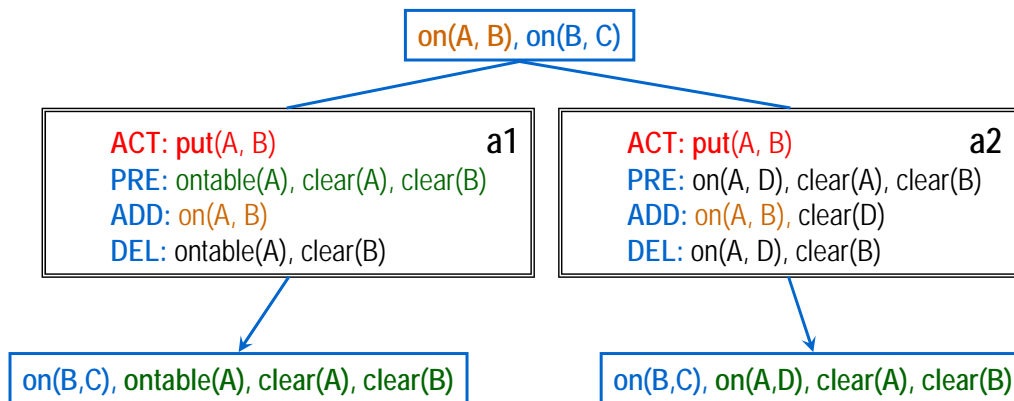 on(A, B), on(B, C)
ACT: put(A, B) a1
PRE: ontable(A), clear(A), clear(B)
ADD: on(A, B)
DEL: ontable(A), clear(B)
ACT: put(A, B) a2
PRE: on(A, D), clear(A), clear(B)
ADD: on(A, B), clear(D)
DEL: on(A, D), clear(B)
on(B,C), ontable(A), clear(A), clear(B)
on(B,C), on(A,D), clear(A), clear(B)